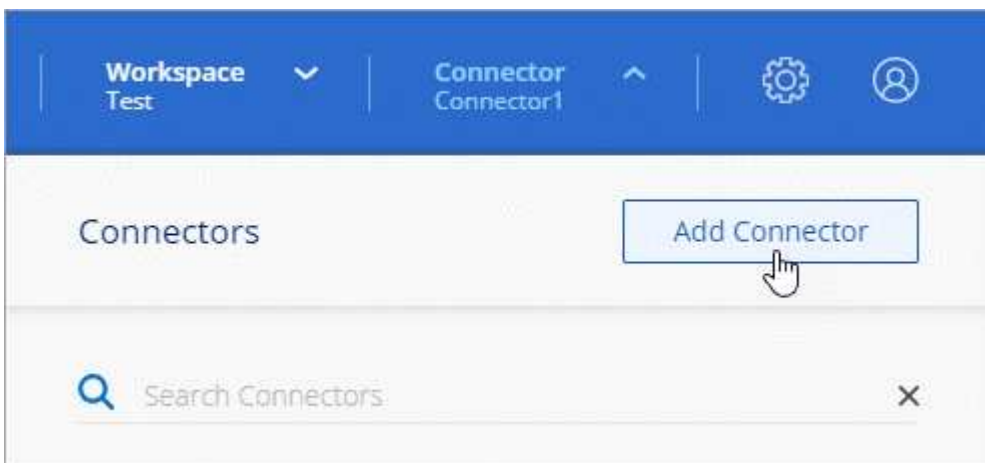 Workspace
Test
Connector
Connector1
Connectors
Add Connector
Search Connectors